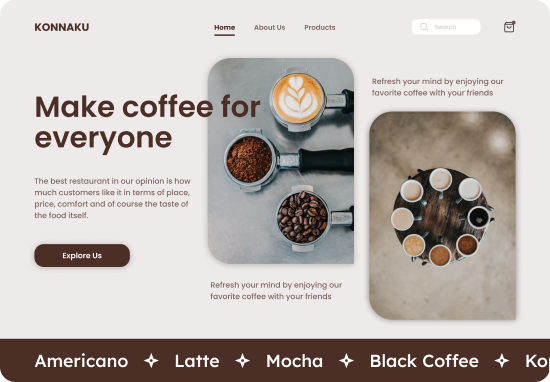 KONNAKU
Home
About Us
Products
Search
Refresh your mind by enjoying our
favorite coffee with your friends
Make coffee for
everyone
The best restaurant in our opinion is how
much customers like it in terms of place,
price, comfort and of course the taste of
the food itself.
Explore Us
Refresh your mind by enjoying our
favorite coffee with your friends
Americano ✧ Latte ✧ Mocha ✧ Black Coffee ✧ Ko